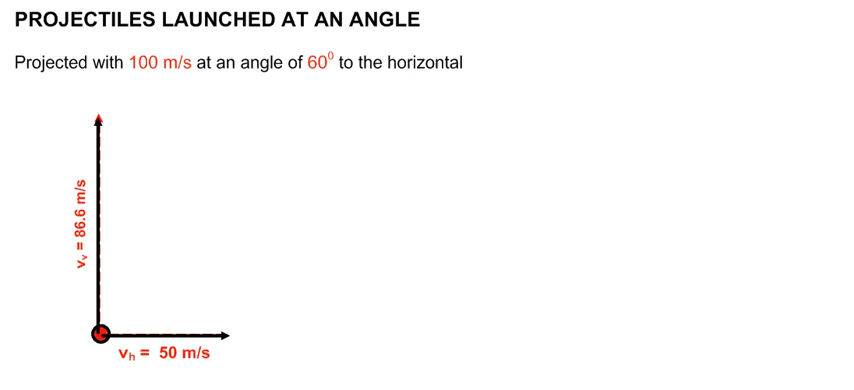 PROJECTILES LAUNCHED AT AN ANGLE
Projected with 100 m/s at an angle of 60⁰ to the horizontal
vᵥ = 86.6 m/s
vₕ = 50 m/s